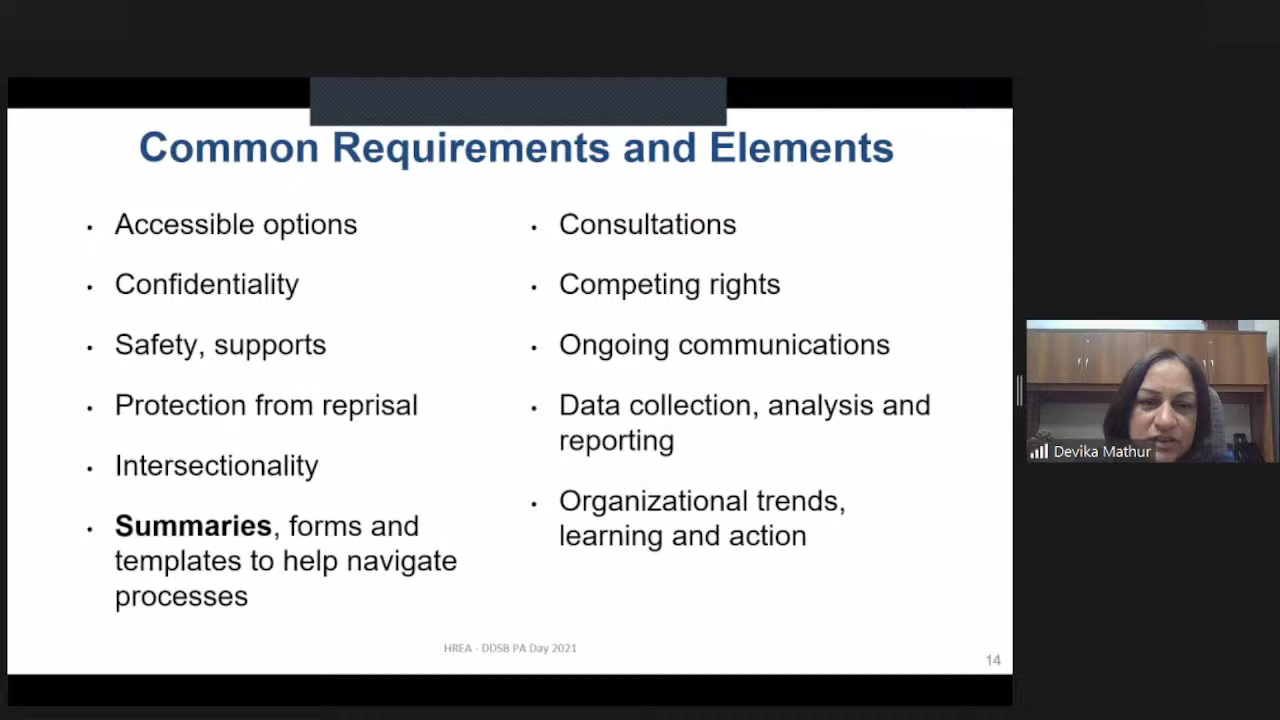 Common Requirements and Elements
• Accessible options
• Confidentiality
• Safety, supports
• Protection from reprisal
• Intersectionality
• Summaries, forms and
templates to help navigate
processes
• Consultations
• Competing rights
• Ongoing communications
• Data collection, analysis and
reporting
• Organizational trends,
learning and action
HREA - DDSB PA Day 2021
14
Devika Mathur